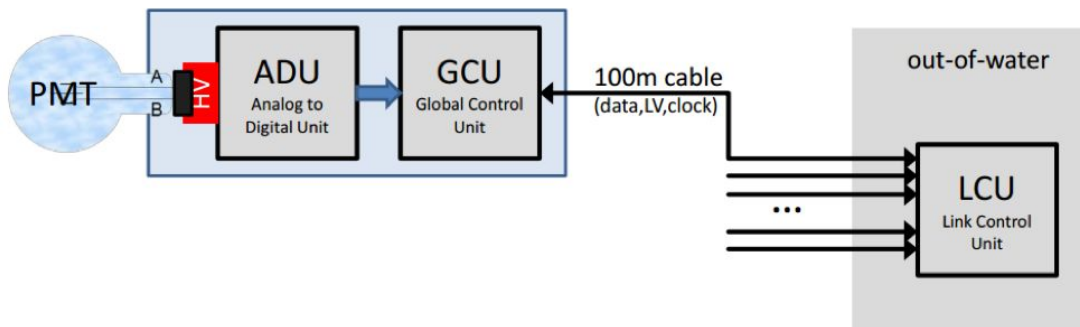 PMT
A
B
HV
ADU
Analog to
Digital Unit
GCU
Global Control
Unit
100m cable
(data,LV,clock)
...
out-of-water
LCU
Link Control
Unit